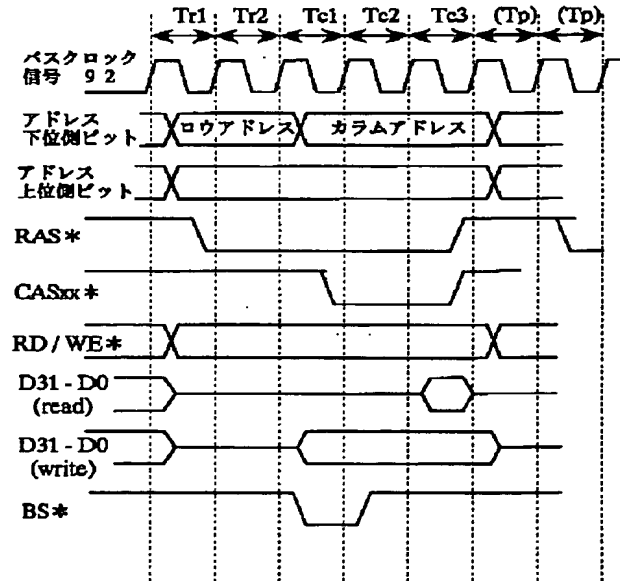 Tr1 Tr2 Tc1 Tc2 Tc3 (Tp) (Tp)
バスクロック
信号 92
アドレス
下位側ビット
ロウアドレス カラムアドレス
アドレス
上位側ビット
RAS*
CASxx*
RD / WE*
D31 - D0
(read)
D31 - D0
(write)
BS*